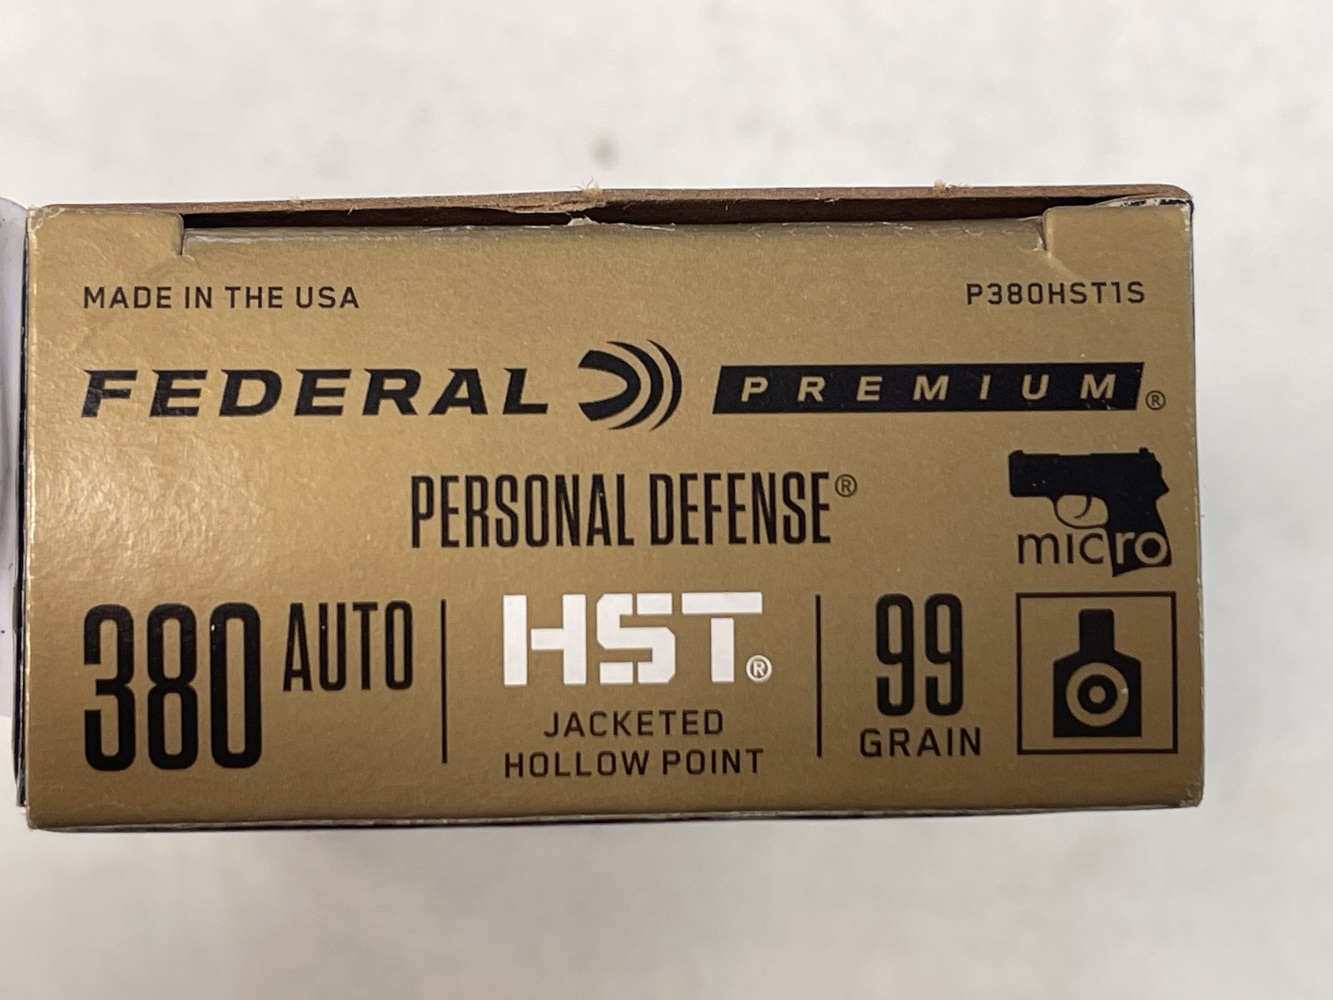 MADE IN THE USA P380HST1S
FEDERAL PREMIUM®
PERSONAL DEFENSE®
micro
380 AUTO HST® 99
JACKETED GRAIN
HOLLOW POINT